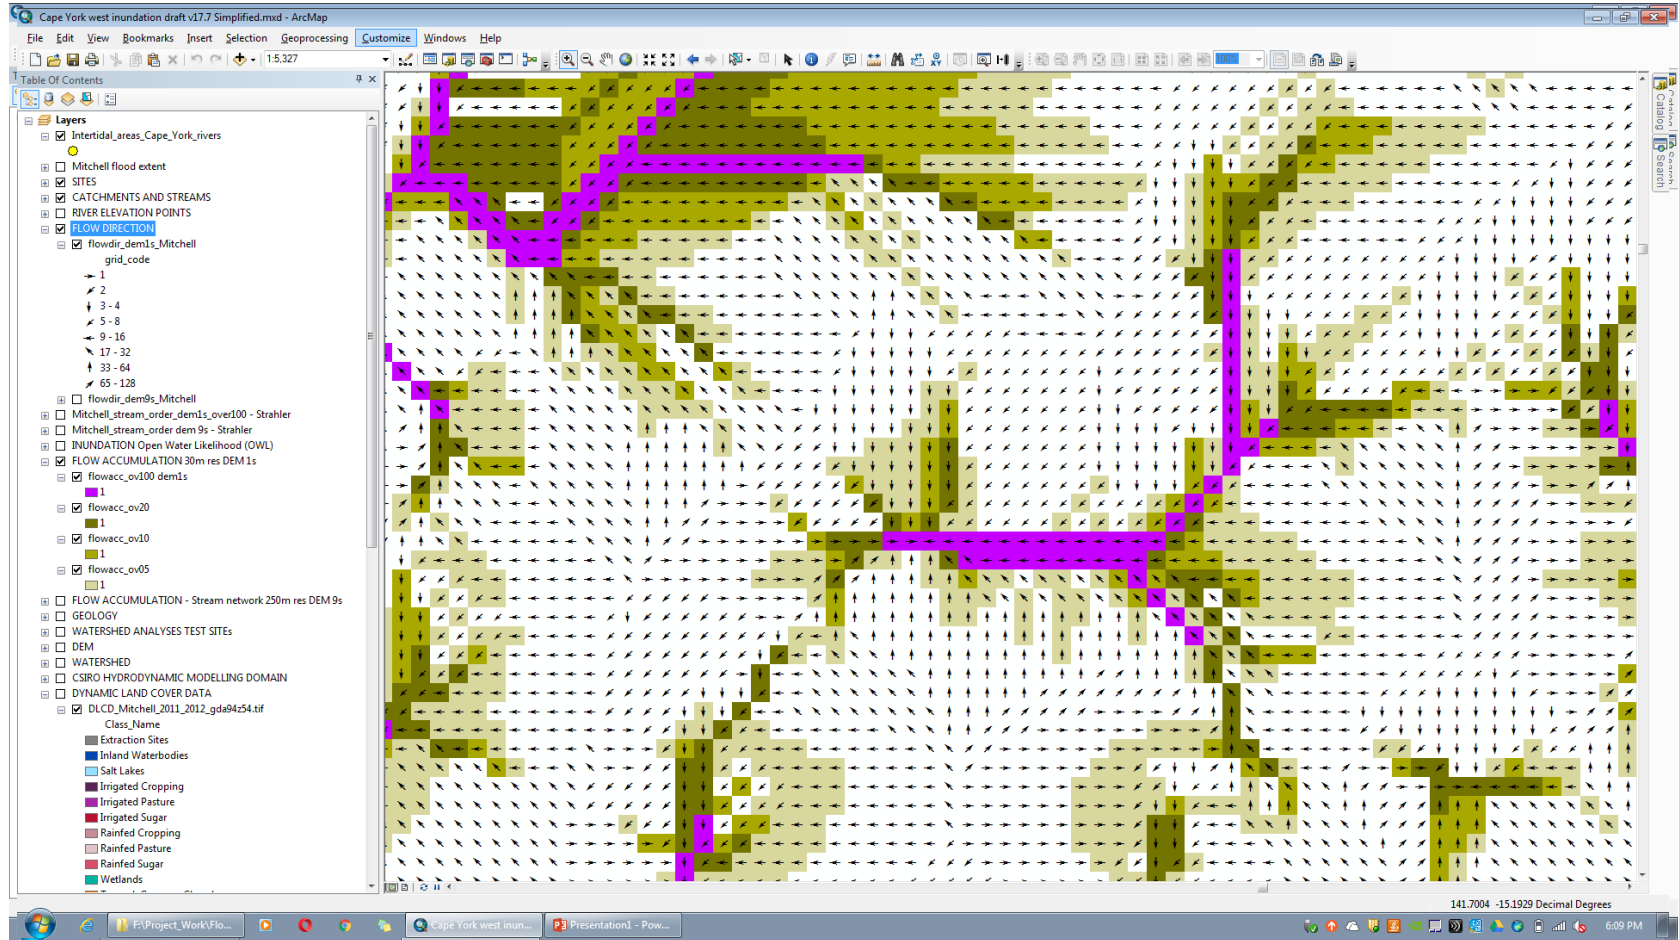 Cape York west inundation draft v17.7 Simplified.mxd - ArcMap
File Edit View Bookmarks Insert Selection Geoprocessing Customize Windows Help
1:5,327
100%
Table Of Contents
Layers
Intertidal_areas_Cape_York_rivers
Mitchell flood extent
SITES
CATCHMENTS AND STREAMS
RIVER ELEVATION POINTS
FLOW DIRECTION
flowdir_dem1s_Mitchell
grid_code
1
2
3 - 4
5 - 8
9 - 16
17 - 32
33 - 64
65 - 128
flowdir_dem9s_Mitchell
Mitchell_stream_order_dem1s_over100 - Strahler
Mitchell_stream_order dem 9s - Strahler
INUNDATION Open Water Likelihood (OWL)
FLOW ACCUMULATION 30m res DEM 1s
flowacc_ov100 dem1s
1
flowacc_ov20
1
flowacc_ov10
1
flowacc_ov05
1
FLOW ACCUMULATION - Stream network 250m res DEM 9s
GEOLOGY
WATERSHED ANALYSES TEST SITEs
DEM
WATERSHED
CSIRO HYDRODYNAMIC MODELLING DOMAIN
DYNAMIC LAND COVER DATA
DLCD_Mitchell_2011_2012_gda94z54.tif
Class_Name
Extraction Sites
Inland Waterbodies
Salt Lakes
Irrigated Cropping
Irrigated Pasture
Irrigated Sugar
Rainfed Cropping
Rainfed Pasture
Rainfed Sugar
Wetlands
Catalog
Search
141.7004 -15.1929 Decimal Degrees
F:\Project_Work\Flo...
Cape York west inun...
Presentation1 - Pow...
6:09 PM